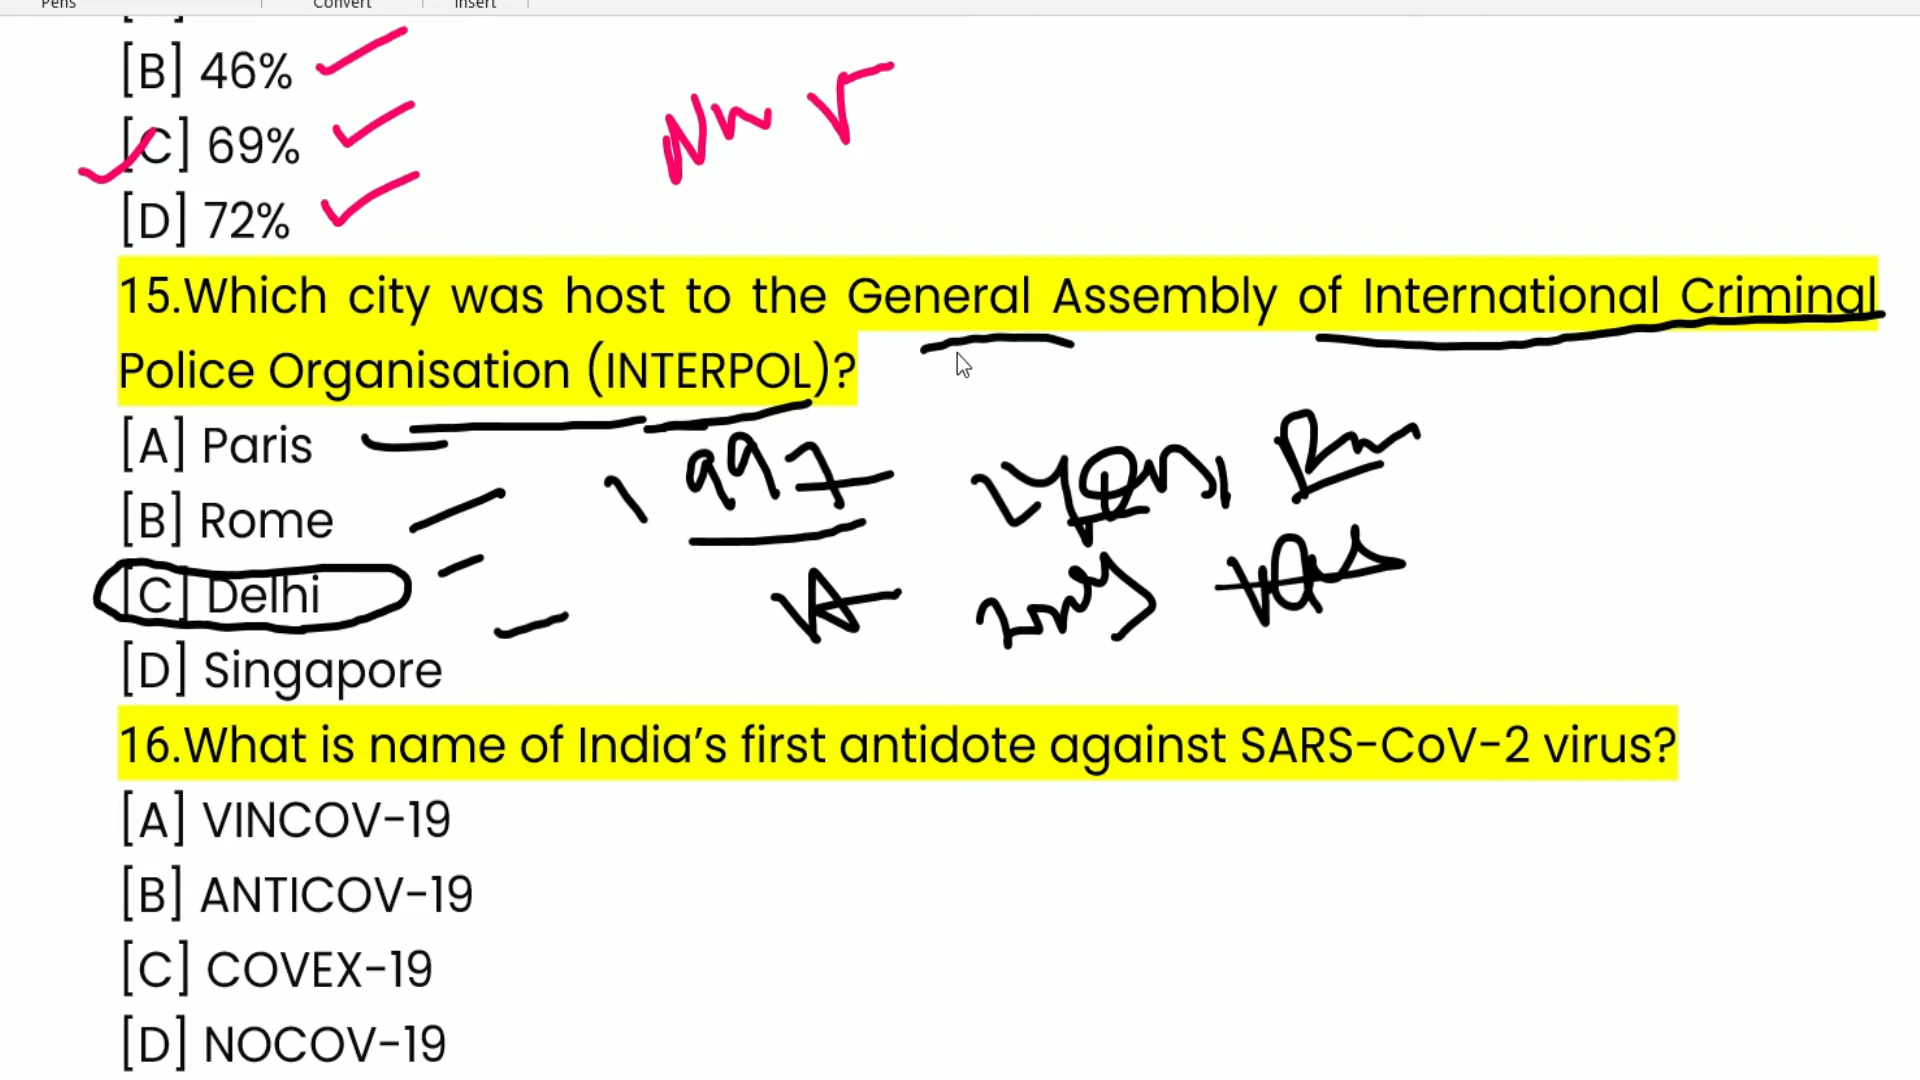 Pens Convert Insert
[B] 46%
[C] 69%
[D] 72%
15.Which city was host to the General Assembly of International Criminal
Police Organisation (INTERPOL)?
[A] Paris
1997
[B] Rome
[C] Delhi
[D] Singapore
16.What is name of India’s first antidote against SARS-CoV-2 virus?
[A] VINCOV-19
[B] ANTICOV-19
[C] COVEX-19
[D] NOCOV-19